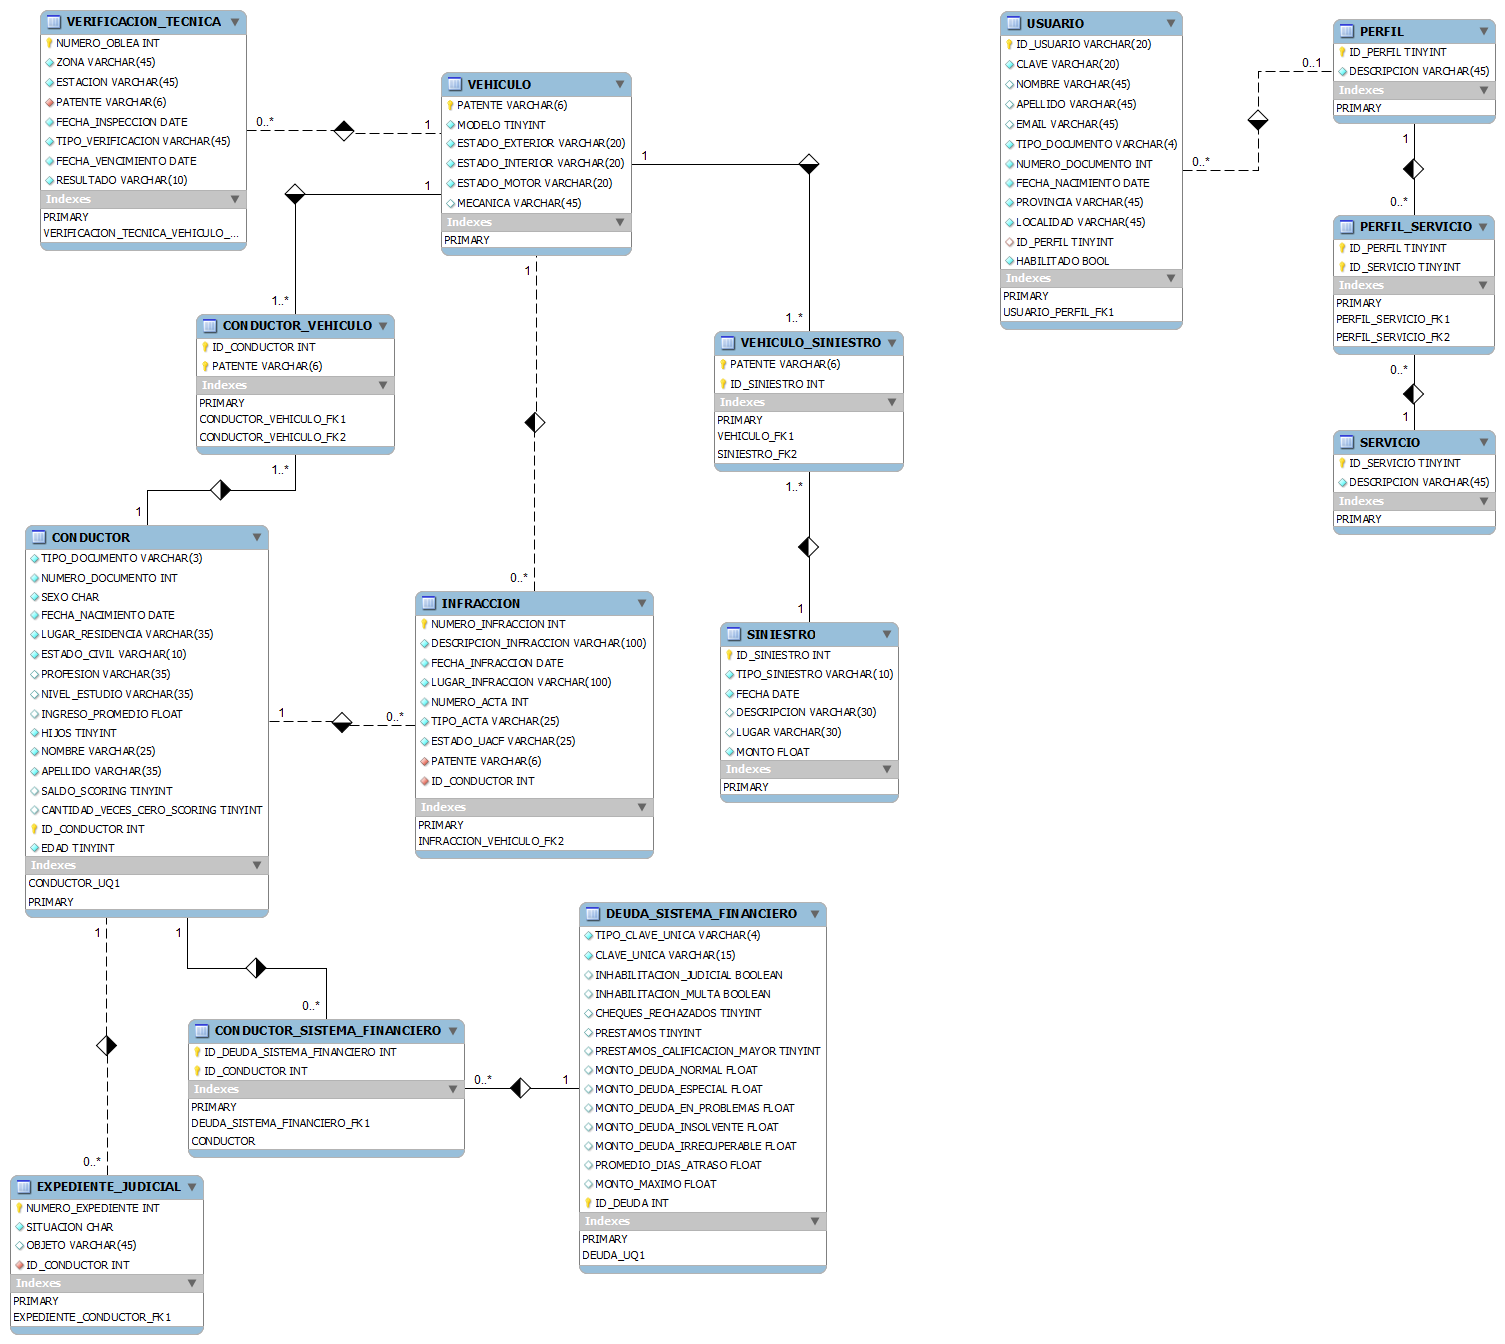 VERIFICACION_TECNICA
NUMERO_OBLEA INT
ZONA VARCHAR(45)
ESTACION VARCHAR(45)
PATENTE VARCHAR(6)
FECHA_INSPECCION DATE
TIPO_VERIFICACION VARCHAR(45)
FECHA_VENCIMIENTO DATE
RESULTADO VARCHAR(10)
Indexes
PRIMARY
VERIFICACION_TECNICA_VEHICULO_...
0..*
1
VEHICULO
PATENTE VARCHAR(6)
MODELO TINYINT
ESTADO_EXTERIOR VARCHAR(20)
ESTADO_INTERIOR VARCHAR(20)
ESTADO_MOTOR VARCHAR(20)
MECANICA VARCHAR(45)
Indexes
PRIMARY
1
1
1
1..*
1..*
0..*
USUARIO
ID_USUARIO VARCHAR(20)
CLAVE VARCHAR(20)
NOMBRE VARCHAR(45)
APELLIDO VARCHAR(45)
EMAIL VARCHAR(45)
TIPO_DOCUMENTO VARCHAR(4)
NUMERO_DOCUMENTO INT
FECHA_NACIMIENTO DATE
PROVINCIA VARCHAR(45)
LOCALIDAD VARCHAR(45)
ID_PERFIL TINYINT
HABILITADO BOOL
Indexes
PRIMARY
USUARIO_PERFIL_FK1
0..*
0..1
PERFIL
ID_PERFIL TINYINT
DESCRIPCION VARCHAR(45)
Indexes
PRIMARY
1
0..*
PERFIL_SERVICIO
ID_PERFIL TINYINT
ID_SERVICIO TINYINT
Indexes
PRIMARY
PERFIL_SERVICIO_FK1
PERFIL_SERVICIO_FK2
0..*
1
SERVICIO
ID_SERVICIO TINYINT
DESCRIPCION VARCHAR(45)
Indexes
PRIMARY
CONDUCTOR_VEHICULO
ID_CONDUCTOR INT
PATENTE VARCHAR(6)
Indexes
PRIMARY
CONDUCTOR_VEHICULO_FK1
CONDUCTOR_VEHICULO_FK2
1..*
1
VEHICULO_SINIESTRO
PATENTE VARCHAR(6)
ID_SINIESTRO INT
Indexes
PRIMARY
VEHICULO_FK1
SINIESTRO_FK2
1..*
1
CONDUCTOR
TIPO_DOCUMENTO VARCHAR(3)
NUMERO_DOCUMENTO INT
SEXO CHAR
FECHA_NACIMIENTO DATE
LUGAR_RESIDENCIA VARCHAR(35)
ESTADO_CIVIL VARCHAR(10)
PROFESION VARCHAR(35)
NIVEL_ESTUDIO VARCHAR(35)
INGRESO_PROMEDIO FLOAT
HIJOS TINYINT
NOMBRE VARCHAR(25)
APELLIDO VARCHAR(35)
SALDO_SCORING TINYINT
CANTIDAD_VECES_CERO_SCORING TINYINT
ID_CONDUCTOR INT
EDAD TINYINT
Indexes
CONDUCTOR_UQ1
PRIMARY
1
0..*
INFRACCION
NUMERO_INFRACCION INT
DESCRIPCION_INFRACCION VARCHAR(100)
FECHA_INFRACCION DATE
LUGAR_INFRACCION VARCHAR(100)
NUMERO_ACTA INT
TIPO_ACTA VARCHAR(25)
ESTADO_UACF VARCHAR(25)
PATENTE VARCHAR(6)
ID_CONDUCTOR INT
Indexes
PRIMARY
INFRACCION_VEHICULO_FK2
SINIESTRO
ID_SINIESTRO INT
TIPO_SINIESTRO VARCHAR(10)
FECHA DATE
DESCRIPCION VARCHAR(30)
LUGAR VARCHAR(30)
MONTO FLOAT
Indexes
PRIMARY
1
1
0..*
0..*
CONDUCTOR_SISTEMA_FINANCIERO
ID_DEUDA_SISTEMA_FINANCIERO INT
ID_CONDUCTOR INT
Indexes
PRIMARY
DEUDA_SISTEMA_FINANCIERO_FK1
CONDUCTOR
0..*
1
DEUDA_SISTEMA_FINANCIERO
TIPO_CLAVE_UNICA VARCHAR(4)
CLAVE_UNICA VARCHAR(15)
INHABILITACION_JUDICIAL BOOLEAN
INHABILITACION_MULTA BOOLEAN
CHEQUES_RECHAZADOS TINYINT
PRESTAMOS TINYINT
PRESTAMOS_CALIFICACION_MAYOR TINYINT
MONTO_DEUDA_NORMAL FLOAT
MONTO_DEUDA_ESPECIAL FLOAT
MONTO_DEUDA_EN_PROBLEMAS FLOAT
MONTO_DEUDA_INSOLVENTE FLOAT
MONTO_DEUDA_IRRECUPERABLE FLOAT
PROMEDIO_DIAS_ATRASO FLOAT
MONTO_MAXIMO FLOAT
ID_DEUDA INT
Indexes
PRIMARY
DEUDA_UQ1
EXPEDIENTE_JUDICIAL
NUMERO_EXPEDIENTE INT
SITUACION CHAR
OBJETO VARCHAR(45)
ID_CONDUCTOR INT
Indexes
PRIMARY
EXPEDIENTE_CONDUCTOR_FK1